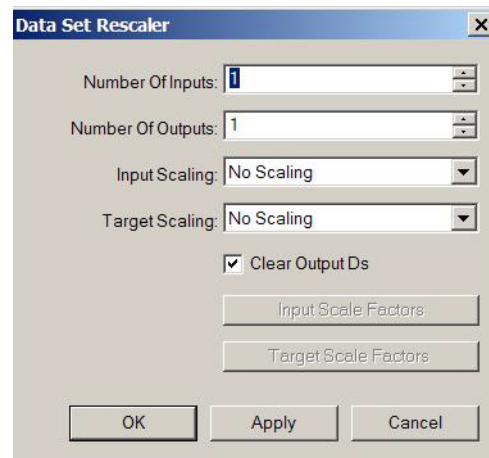 Data Set Rescaler
Number Of Inputs: 1
Number Of Outputs: 1
Input Scaling: No Scaling
Target Scaling: No Scaling
Clear Output Ds
Input Scale Factors
Target Scale Factors
OK Apply Cancel